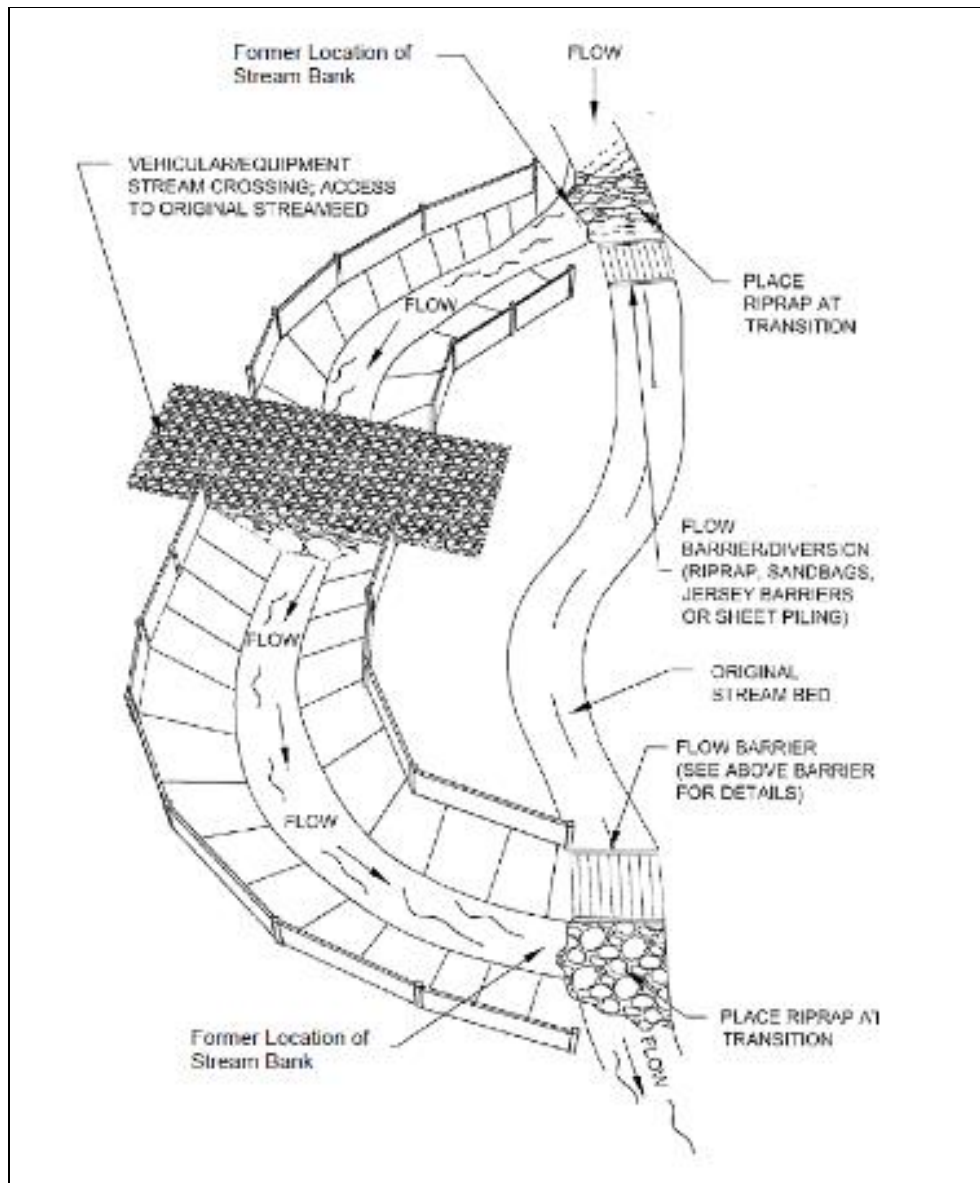 Former Location of
Stream Bank
FLOW
VEHICULAR/EQUIPMENT
STREAM CROSSING; ACCESS
TO ORIGINAL STREAMBED
FLOW
PLACE
RIPRAP AT
TRANSITION
FLOW
BARRIER/DIVERSION
(RIPRAP, SANDBAGS,
JERSEY BARRIERS
OR SHEET PILING)
FLOW
ORIGINAL
STREAM BED
FLOW BARRIER
(SEE ABOVE BARRIER
FOR DETAILS)
FLOW
PLACE RIPRAP AT
TRANSITION
Former Location of
Stream Bank
FLOW